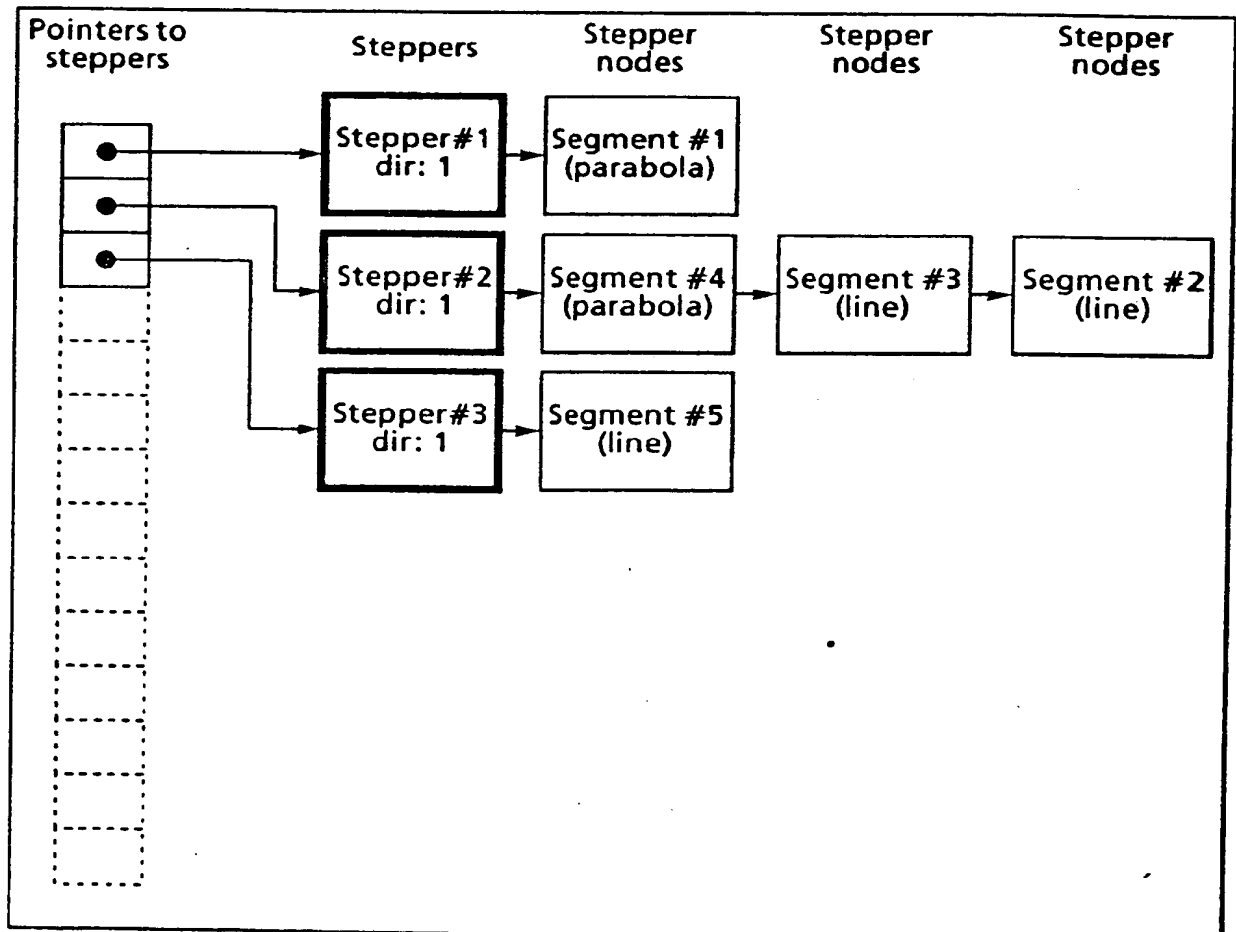 Pointers to
steppers
Steppers
Stepper
nodes
Stepper
nodes
Stepper
nodes
Stepper#1
dir: 1
Segment #1
(parabola)
Stepper#2
dir: 1
Segment #4
(parabola)
Segment #3
(line)
Segment #2
(line)
Stepper#3
dir: 1
Segment #5
(line)